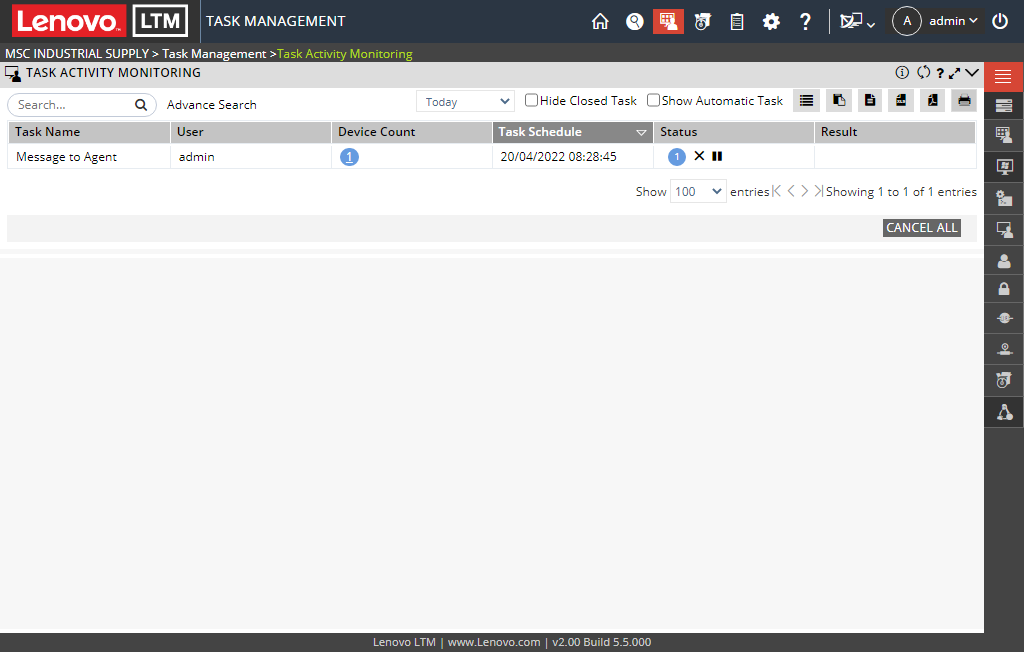 Lenovo LTM TASK MANAGEMENT ? A admin
MSC INDUSTRIAL SUPPLY > Task Management >Task Activity Monitoring
TASK ACTIVITY MONITORING ?
Search... Advance Search Today Hide Closed Task Show Automatic Task
Task Name User Device Count Task Schedule Status Result
Message to Agent admin 1 20/04/2022 08:28:45 1
Show 100 entries Showing 1 to 1 of 1 entries
CANCEL ALL
Lenovo LTM | www.Lenovo.com | v2.00 Build 5.5.000